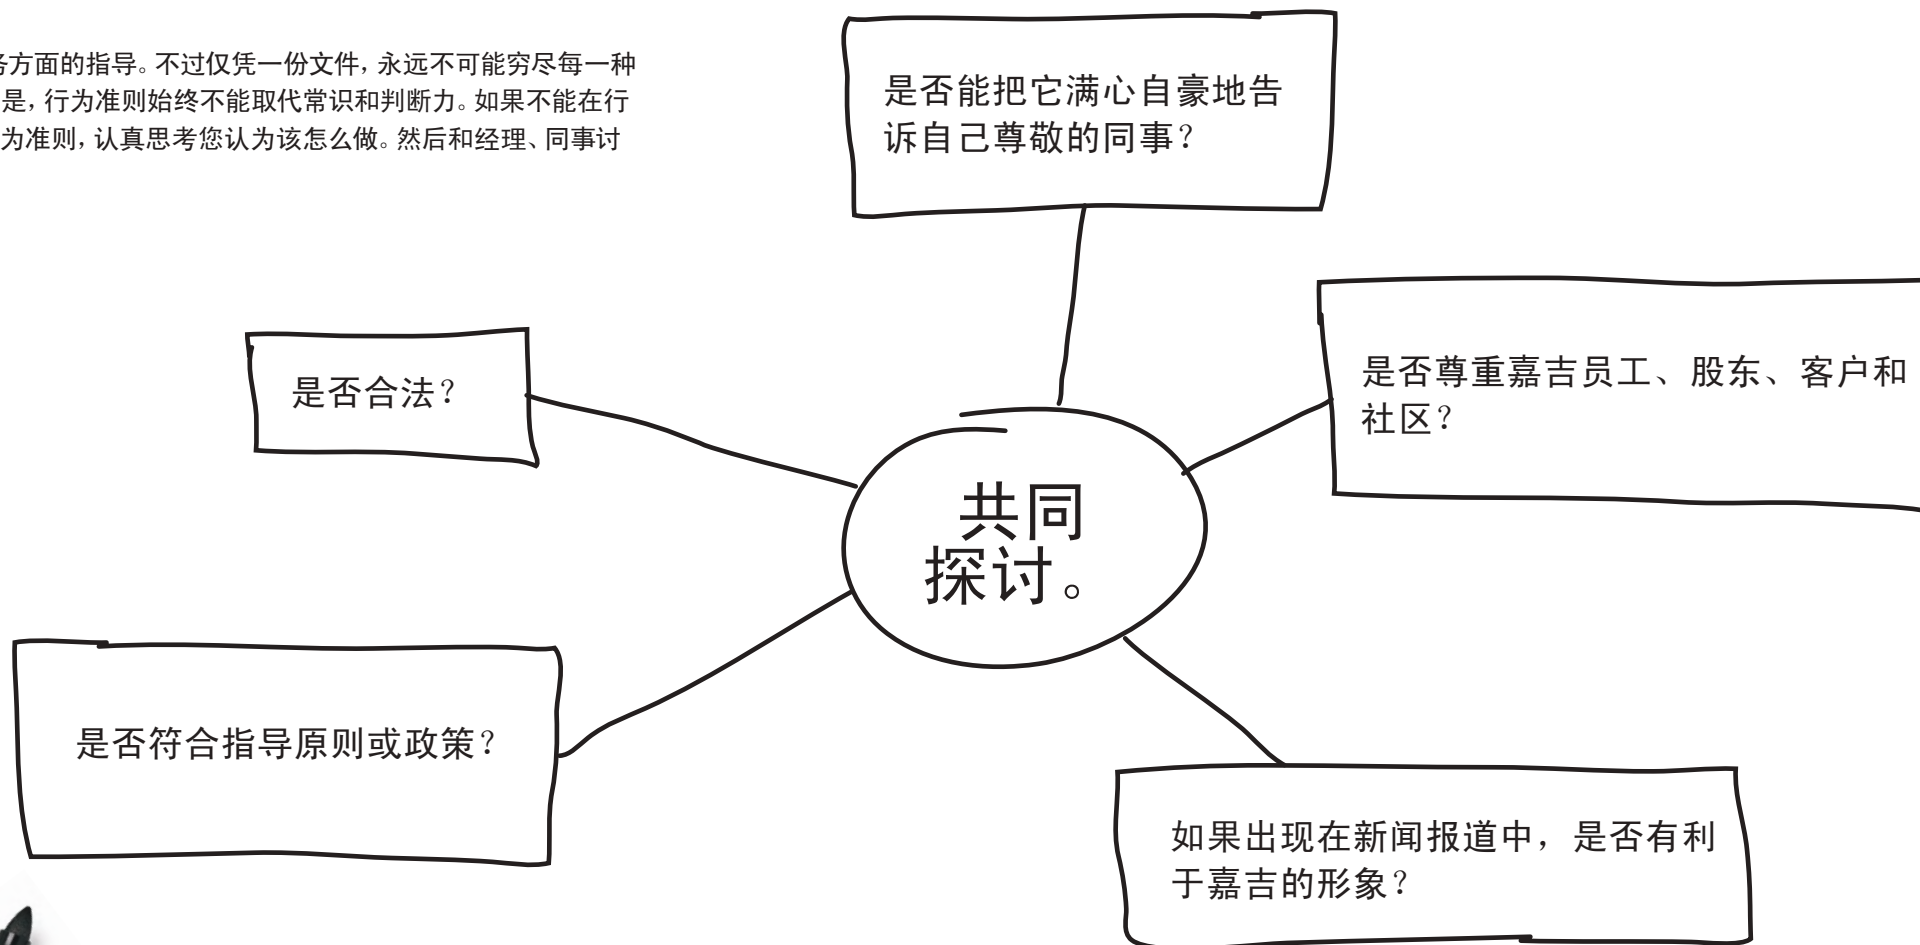 方面的指导。不过仅凭一份文件，永远不可能穷尽每一种
是，行为准则始终不能取代常识和判断力。如果不能在行
为准则，认真思考您认为该怎么做。然后和经理、同事讨
是否能把它满心自豪地告
诉自己尊敬的同事？
是否合法？
是否尊重嘉吉员工、股东、客户和
社区？
共同
探讨。
是否符合指导原则或政策？
如果出现在新闻报道中，是否有利
于嘉吉的形象？